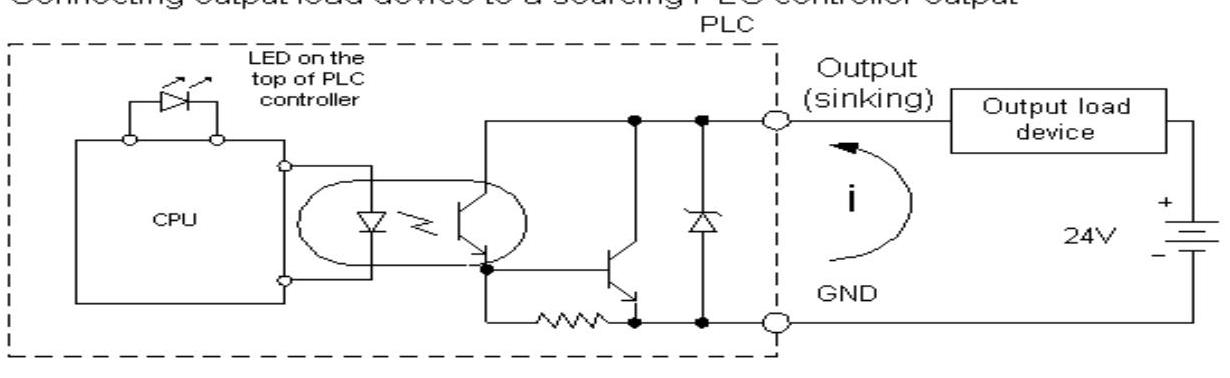 Connecting output load device to a sourcing PLC controller output
PLC
LED on the
top of PLC
controller
Output
(sinking)
Output load
device
CPU
i
+
24V
−
GND